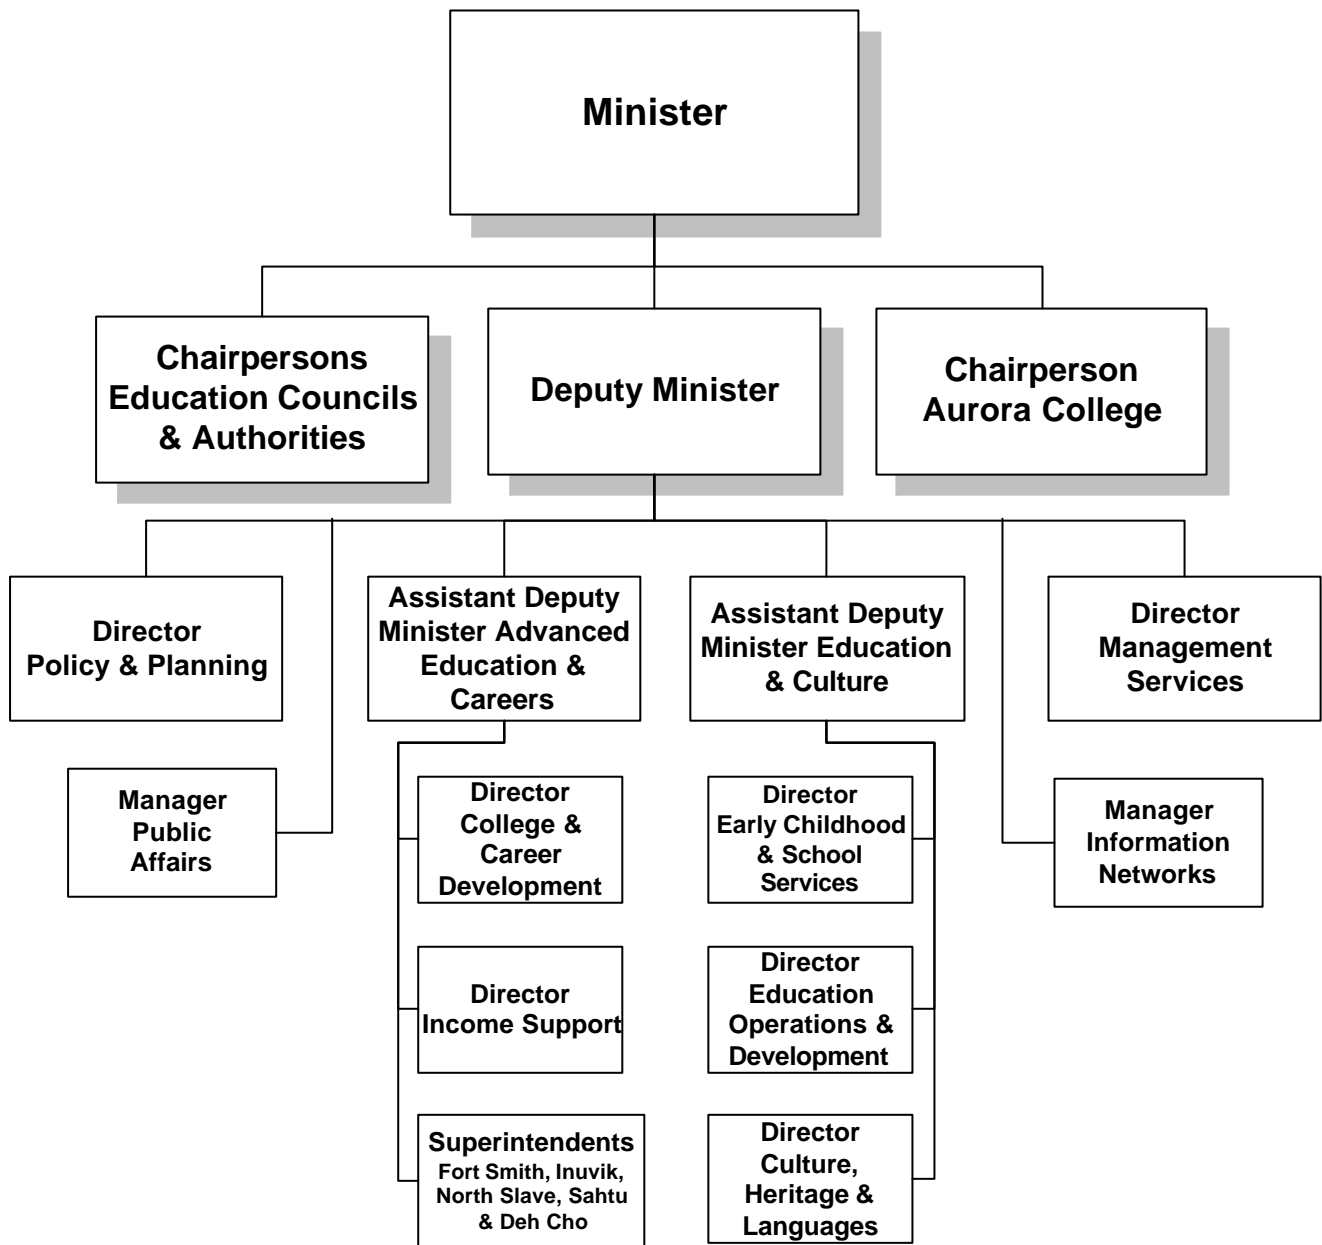 Minister
Chairpersons
Education Councils
& Authorities
Deputy Minister
Chairperson
Aurora College
Director
Policy & Planning
Assistant Deputy
Minister Advanced
Education &
Careers
Assistant Deputy
Minister Education
& Culture
Director
Management
Services
Manager
Public
Affairs
Director
College &
Career
Development
Director
Early Childhood
& School
Services
Manager
Information
Networks
Director
Income Support
Director
Education
Operations &
Development
Superintendents
Fort Smith, Inuvik,
North Slave, Sahtu
& Deh Cho
Director
Culture,
Heritage &
Languages